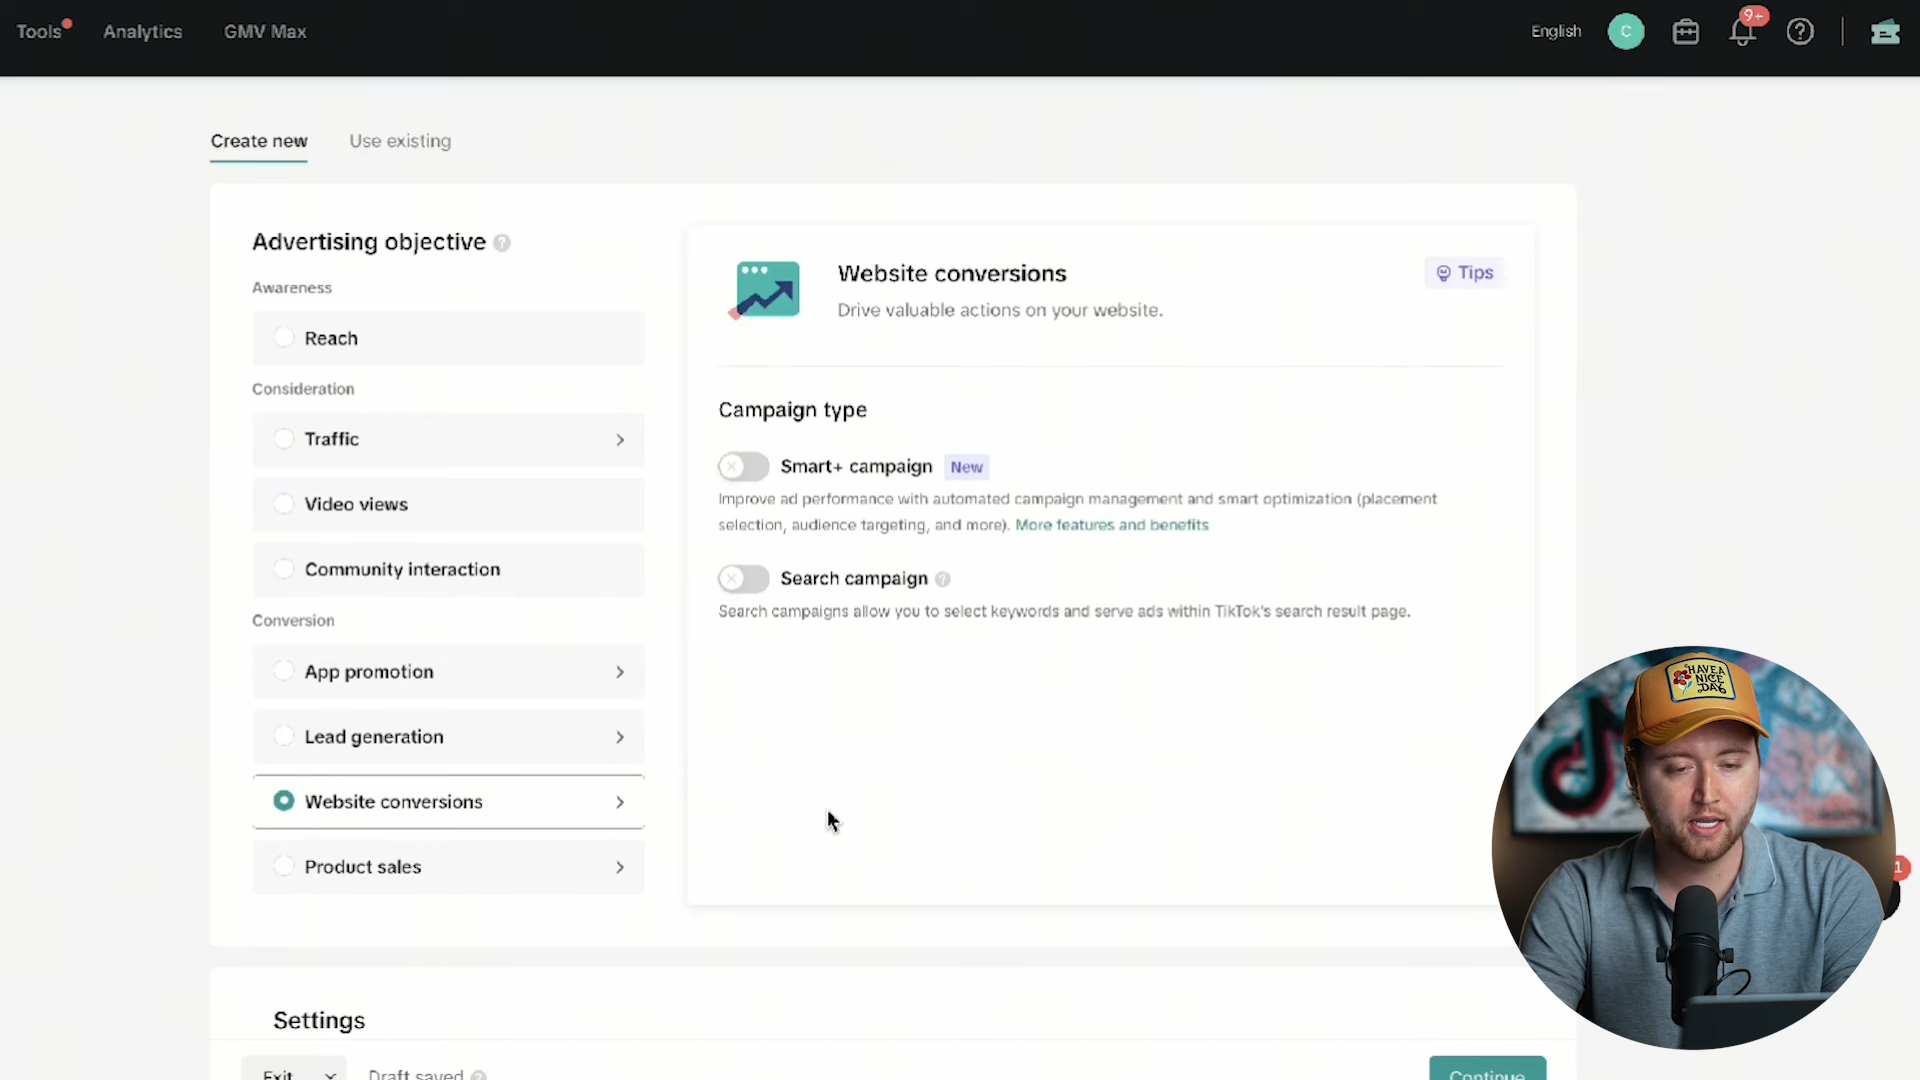 Tools
Analytics
GMV Max
English
C
9+
Create new
Use existing
Advertising objective
Awareness
Reach
Consideration
Traffic
Video views
Community interaction
Conversion
App promotion
Lead generation
Website conversions
Product sales
Website conversions
Tips
Drive valuable actions on your website.
Campaign type
Smart+ campaign New
Improve ad performance with automated campaign management and smart optimization (placement
selection, audience targeting, and more). More features and benefits
Search campaign
Search campaigns allow you to select keywords and serve ads within TikTok's search result page.
HAVE A
NICE
DAY
1
Settings
Exit
Draft saved
Continue